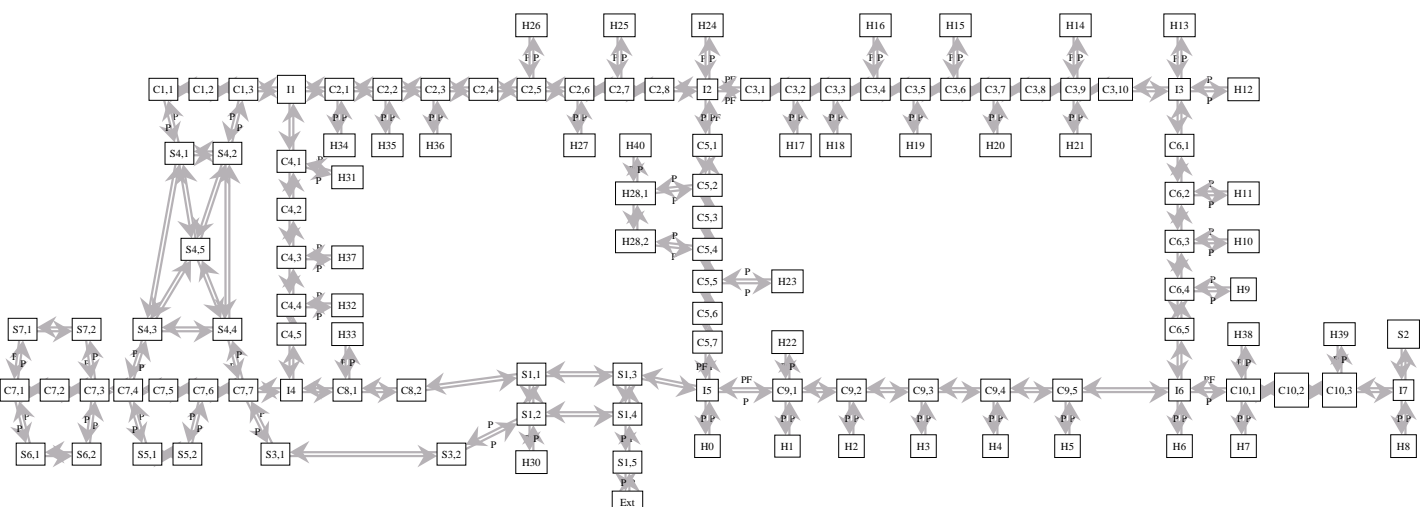 H26 H25 H24 H16 H15 H14 H13
P P P P P P P P P P P P P P
C1,1 C1,2 C1,3 I1 C2,1 C2,2 C2,3 C2,4 C2,5 C2,6 C2,7 C2,8 I2 PF C3,1 C3,2 C3,3 C3,4 C3,5 C3,6 C3,7 C3,8 C3,9 C3,10 I3 P H12
PF P
P P P P P P P P P P P P P PF P P P P P P P P P P
S4,1 S4,2 C4,1 H34 H35 H36 H27 H40 C5,1 H17 H18 H19 H20 H21 C6,1
P P H31
P P
C4,2 H28,1 P C5,2 C6,2 P H11
P P
C5,3
S4,5 C4,3 P H37 H28,2 P C5,4 C6,3 P H10
P P P
C5,5 P H23 C6,4 P H9
P P
C4,4 P H32 C5,6
P
S7,1 S7,2 S4,3 S4,4 C4,5 H33 C5,7 H22 C6,5 H38 H39 S2
P P P P P P P P P P PF P P P P P P
S1,1 S1,3
C7,1 C7,2 C7,3 C7,4 C7,5 C7,6 C7,7 I4 C8,1 C8,2 I5 PF C9,1 C9,2 C9,3 C9,4 C9,5 I6 PF C10,1 C10,2 C10,3 I7
P P
S1,2 S1,4
P P P P P P P P P P
P P P P P P P P P P P P P P P P P P P P P P
S6,1 S6,2 S5,1 S5,2 S3,1 S3,2 H30 S1,5 H0 H1 H2 H3 H4 H5 H6 H7 H8
P P
Ext